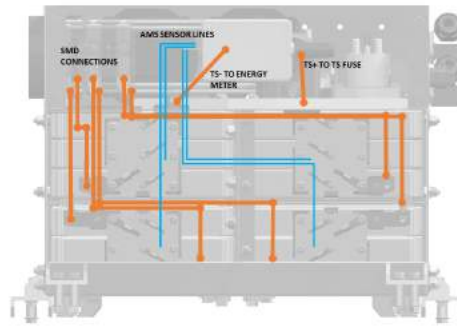 SMD
CONNECTIONS
AMS SENSOR LINES
TS- TO ENERGY
METER
TS+ TO TS FUSE